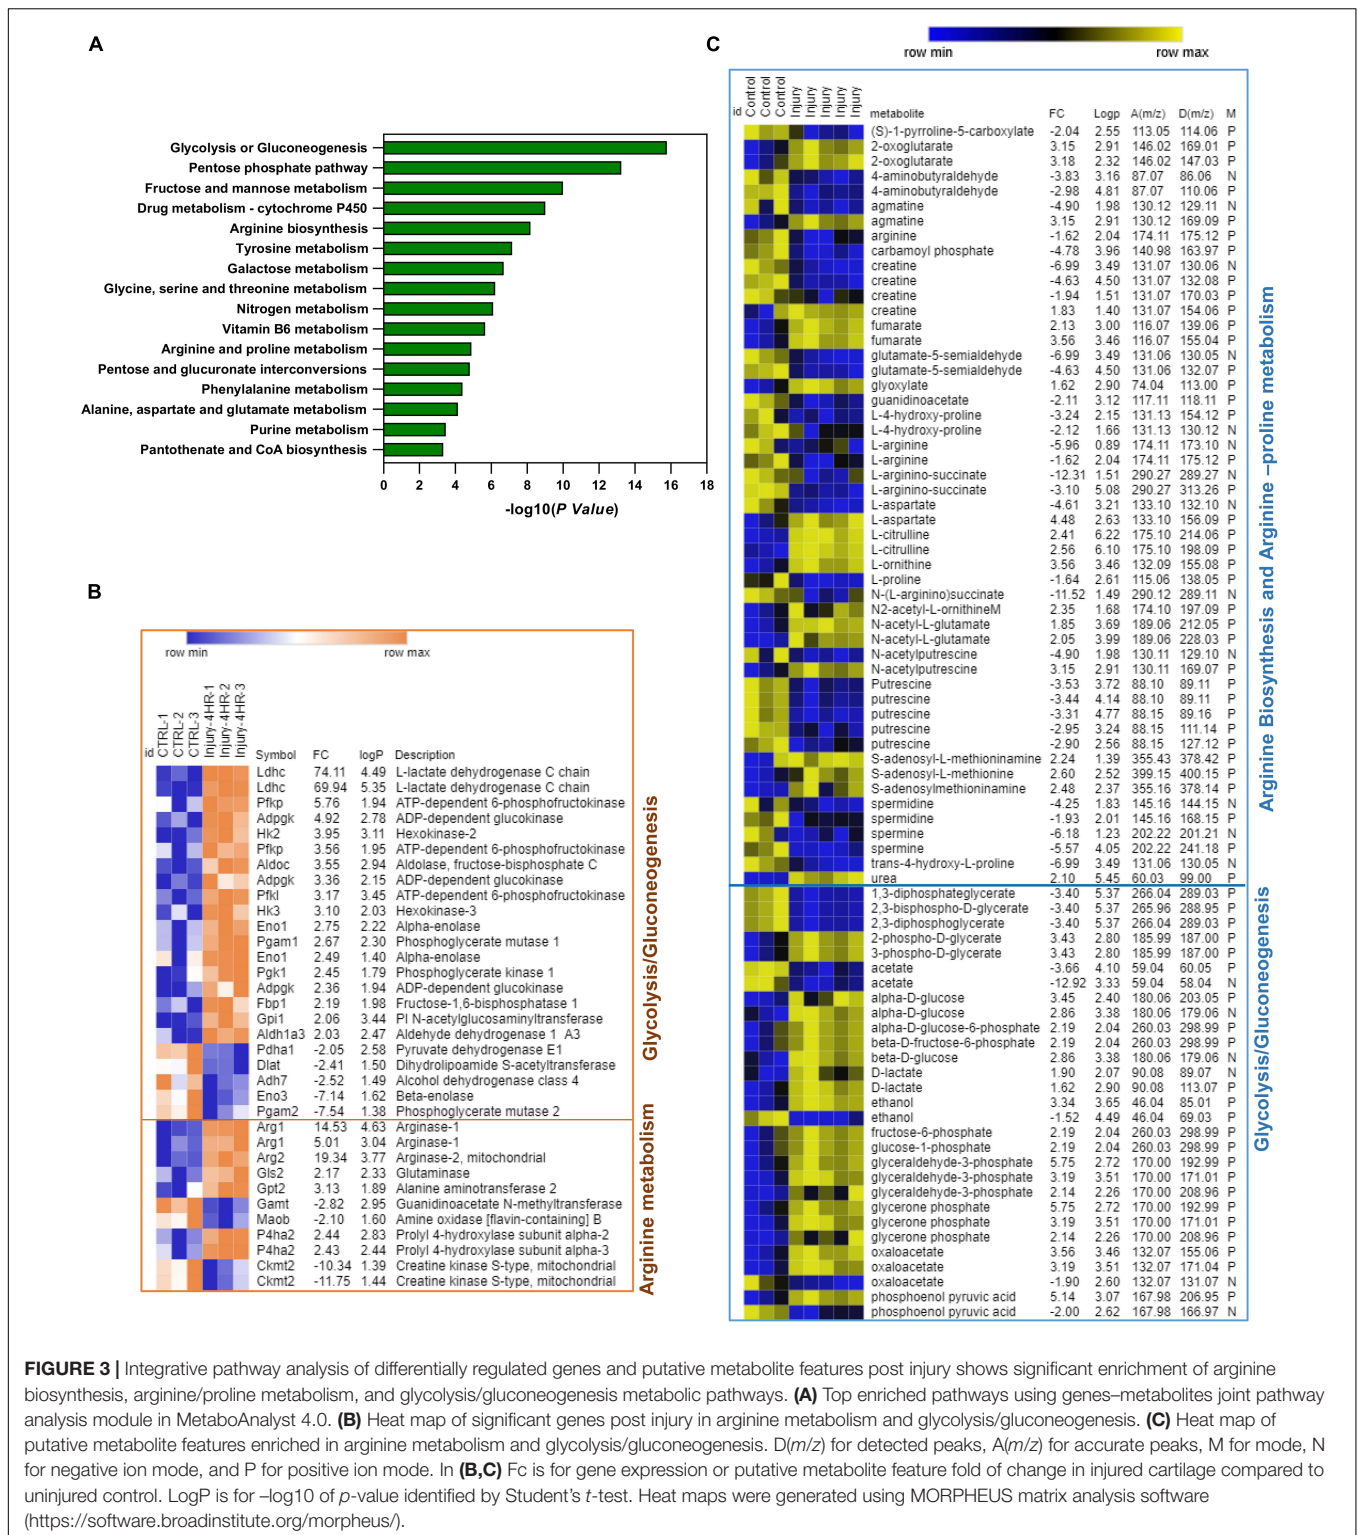 A
Glycolysis or Gluconeogenesis
Pentose phosphate pathway
Fructose and mannose metabolism
Drug metabolism - cytochrome P450
Arginine biosynthesis
Tyrosine metabolism
Galactose metabolism
Glycine, serine and threonine metabolism
Nitrogen metabolism
Vitamin B6 metabolism
Arginine and proline metabolism
Pentose and glucuronate interconversions
Phenylalanine metabolism
Alanine, aspartate and glutamate metabolism
Purine metabolism
Pantothenate and CoA biosynthesis
0 2 4 6 8 10 12 14 16 18
-log10(P Value)
B
row min row max
id CTRL-1 CTRL-2 CTRL-3 Injury-4HR-1 Injury-4HR-2 Injury-4HR-3 Symbol FC logP Description
Ldhc 74.11 4.49 L-lactate dehydrogenase C chain
Ldhc 69.94 5.35 L-lactate dehydrogenase C chain
Pfkp 5.76 1.94 ATP-dependent 6-phosphofructokinase
Adpgk 4.92 2.78 ADP-dependent glucokinase
Hk2 3.95 3.11 Hexokinase-2
Pfkp 3.56 1.95 ATP-dependent 6-phosphofructokinase
Aldoc 3.55 2.94 Aldolase, fructose-bisphosphate C
Adpgk 3.36 2.15 ADP-dependent glucokinase
Pfkl 3.17 3.45 ATP-dependent 6-phosphofructokinase
Hk3 3.10 2.03 Hexokinase-3
Eno1 2.75 2.22 Alpha-enolase
Pgam1 2.67 2.30 Phosphoglycerate mutase 1
Eno1 2.49 1.40 Alpha-enolase
Pgk1 2.45 1.79 Phosphoglycerate kinase 1
Adpgk 2.36 1.94 ADP-dependent glucokinase
Fbp1 2.19 1.98 Fructose-1,6-bisphosphatase 1
Gpi1 2.06 3.44 PI N-acetylglucosaminyltransferase
Aldh1a3 2.03 2.47 Aldehyde dehydrogenase 1 A3
Pdha1 -2.05 2.58 Pyruvate dehydrogenase E1
Dlat -2.41 1.50 Dihydrolipoamide S-acetyltransferase
Adh7 -2.52 1.49 Alcohol dehydrogenase class 4
Eno3 -7.14 1.62 Beta-enolase
Pgam2 -7.54 1.38 Phosphoglycerate mutase 2
Arg1 14.53 4.63 Arginase-1
Arg1 5.01 3.04 Arginase-1
Arg2 19.34 3.77 Arginase-2, mitochondrial
Gls2 2.17 2.33 Glutaminase
Gpt2 3.13 1.89 Alanine aminotransferase 2
Gamt -2.82 2.95 Guanidinoacetate N-methyltransferase
Maob -2.10 1.60 Amine oxidase [flavin-containing] B
P4ha2 2.44 2.83 Prolyl 4-hydroxylase subunit alpha-2
P4ha2 2.43 2.44 Prolyl 4-hydroxylase subunit alpha-3
Ckmt2 -10.34 1.39 Creatine kinase S-type, mitochondrial
Ckmt2 -11.75 1.44 Creatine kinase S-type, mitochondrial
Glycolysis/Gluconeogenesis
Arginine metabolism
C
row min row max
id Control Control Control Injury Injury Injury Injury Injury metabolite FC Logp A(m/z) D(m/z) M
(S)-1-pyrroline-5-carboxylate -2.04 2.55 113.05 114.06 P
2-oxoglutarate 3.15 2.91 146.02 169.01 P
2-oxoglutarate 3.18 2.32 146.02 147.03 P
4-aminobutyraldehyde -3.83 3.16 87.07 86.06 N
4-aminobutyraldehyde -2.98 4.81 87.07 110.06 P
agmatine -4.90 1.98 130.12 129.11 N
agmatine 3.15 2.91 130.12 169.09 P
arginine -1.62 2.04 174.11 175.12 P
carbamoyl phosphate -4.78 3.96 140.98 163.97 P
creatine -6.99 3.49 131.07 130.06 N
creatine -4.63 4.50 131.07 132.08 P
creatine -1.94 1.51 131.07 170.03 P
creatine 1.83 1.40 131.07 154.06 P
fumarate 2.13 3.00 116.07 139.06 P
fumarate 3.56 3.46 116.07 155.04 P
glutamate-5-semialdehyde -6.99 3.49 131.06 130.05 N
glutamate-5-semialdehyde -4.63 4.50 131.06 132.07 P
glyoxylate 1.62 2.90 74.04 113.00 P
guanidinoacetate -2.11 3.12 117.11 118.11 P
L-4-hydroxy-proline -3.24 2.15 131.13 154.12 P
L-4-hydroxy-proline -2.12 1.66 131.13 130.12 N
L-arginine -5.96 0.89 174.11 173.10 N
L-arginine -1.62 2.04 174.11 175.12 P
L-arginino-succinate -12.31 1.51 290.27 289.27 N
L-arginino-succinate -3.10 5.08 290.27 313.26 P
L-aspartate -4.61 3.21 133.10 132.10 N
L-aspartate 4.48 2.63 133.10 156.09 P
L-citrulline 2.41 6.22 175.10 214.06 P
L-citrulline 2.56 6.10 175.10 198.09 P
L-ornithine 3.56 3.46 132.09 155.08 P
L-proline -1.64 2.61 115.06 138.05 P
N-(L-arginino)succinate -11.52 1.49 290.12 289.11 N
N2-acetyl-L-ornithineM 2.35 1.68 174.10 197.09 P
N-acetyl-L-glutamate 1.85 3.69 189.06 212.05 P
N-acetyl-L-glutamate 2.05 3.99 189.06 228.03 P
N-acetylputrescine -4.90 1.98 130.11 129.10 N
N-acetylputrescine 3.15 2.91 130.11 169.07 P
Putrescine -3.53 3.72 88.10 89.11 P
putrescine -3.44 4.14 88.10 89.11 P
putrescine -3.31 4.77 88.15 89.16 P
putrescine -2.95 3.24 88.15 111.14 P
putrescine -2.90 2.56 88.15 127.12 P
S-adenosyl-L-methioninamine 2.24 1.39 355.43 378.42 P
S-adenosyl-L-methionine 2.60 2.52 399.15 400.15 P
S-adenosylmethioninamine 2.48 2.37 355.16 378.14 P
spermidine -4.25 1.83 145.16 144.15 N
spermidine -1.93 2.01 145.16 168.15 P
spermine -6.18 1.23 202.22 201.21 N
spermine -5.57 4.05 202.22 241.18 P
trans-4-hydroxy-L-proline -6.99 3.49 131.06 130.05 N
urea 2.10 5.45 60.03 99.00 P
1,3-diphosphateglycerate -3.40 5.37 266.04 289.03 P
2,3-bisphospho-D-glycerate -3.40 5.37 265.96 288.95 P
2,3-diphosphoglycerate -3.40 5.37 266.04 289.03 P
2-phospho-D-glycerate 3.43 2.80 185.99 187.00 P
3-phospho-D-glycerate 3.43 2.80 185.99 187.00 P
acetate -3.66 4.10 59.04 60.05 P
acetate -12.92 3.33 59.04 58.04 N
alpha-D-glucose 3.45 2.40 180.06 203.05 P
alpha-D-glucose 2.86 3.38 180.06 179.06 N
alpha-D-glucose-6-phosphate 2.19 2.04 260.03 298.99 P
beta-D-fructose-6-phosphate 2.19 2.04 260.03 298.99 P
beta-D-glucose 2.86 3.38 180.06 179.06 N
D-lactate 1.90 2.07 90.08 89.07 N
D-lactate 1.62 2.90 90.08 113.07 P
ethanol 3.34 3.65 46.04 85.01 P
ethanol -1.52 4.49 46.04 69.03 P
fructose-6-phosphate 2.19 2.04 260.03 298.99 P
glucose-1-phosphate 2.19 2.04 260.03 298.99 P
glyceraldehyde-3-phosphate 5.75 2.72 170.00 192.99 P
glyceraldehyde-3-phosphate 3.19 3.51 170.00 171.01 P
glyceraldehyde-3-phosphate 2.14 2.26 170.00 208.96 P
glycerone phosphate 5.75 2.72 170.00 192.99 P
glycerone phosphate 3.19 3.51 170.00 171.01 P
glycerone phosphate 2.14 2.26 170.00 208.96 P
oxaloacetate 3.56 3.46 132.07 155.06 P
oxaloacetate 3.19 3.51 132.07 171.04 P
oxaloacetate -1.90 2.60 132.07 131.07 N
phosphoenol pyruvic acid 5.14 3.07 167.98 206.95 P
phosphoenol pyruvic acid -2.00 2.62 167.98 166.97 N
Arginine Biosynthesis and Arginine –proline metabolism
Glycolysis/Gluconeogenesis
FIGURE 3 | Integrative pathway analysis of differentially regulated genes and putative metabolite features post injury shows significant enrichment of arginine
biosynthesis, arginine/proline metabolism, and glycolysis/gluconeogenesis metabolic pathways. (A) Top enriched pathways using genes–metabolites joint pathway
analysis module in MetaboAnalyst 4.0. (B) Heat map of significant genes post injury in arginine metabolism and glycolysis/gluconeogenesis. (C) Heat map of
putative metabolite features enriched in arginine metabolism and glycolysis/gluconeogenesis. D(m/z) for detected peaks, A(m/z) for accurate peaks, M for mode, N
for negative ion mode, and P for positive ion mode. In (B,C) Fc is for gene expression or putative metabolite feature fold of change in injured cartilage compared to
uninjured control. LogP is for –log10 of p-value identified by Student's t-test. Heat maps were generated using MORPHEUS matrix analysis software
(https://software.broadinstitute.org/morpheus/).